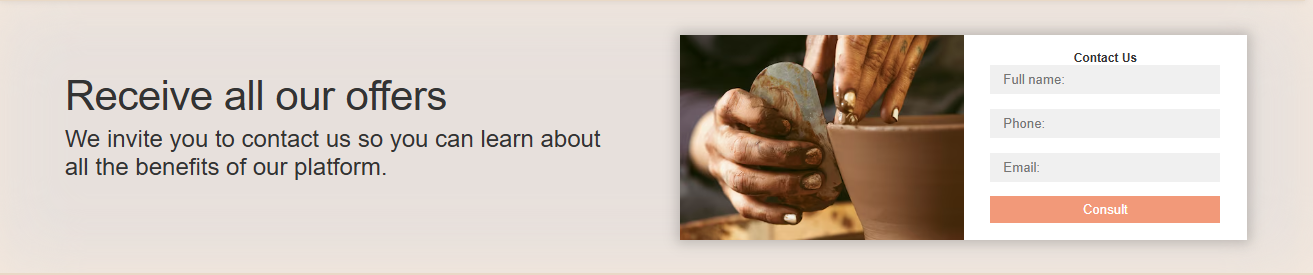 Receive all our offers
We invite you to contact us so you can learn about
all the benefits of our platform.
Contact Us
Full name:
Phone:
Email:
Consult